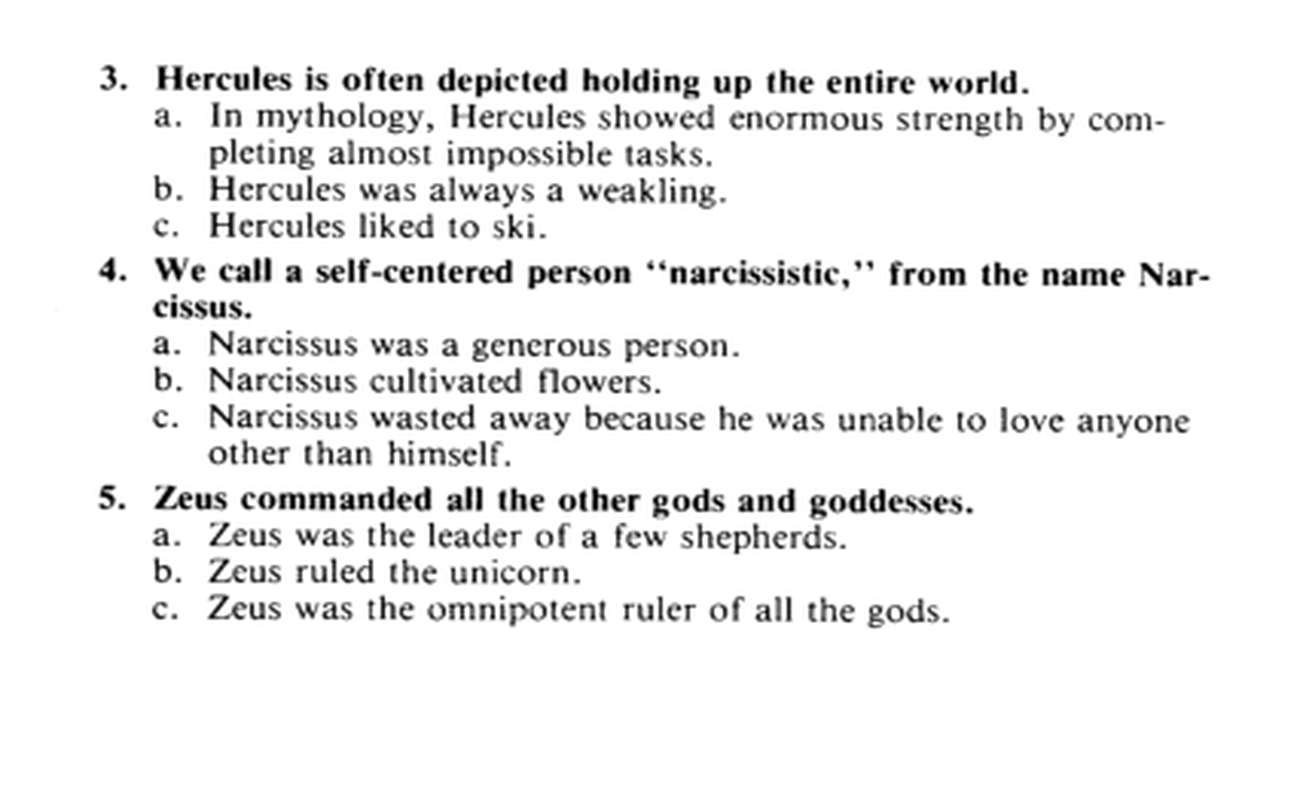 3. Hercules is often depicted holding up the entire world.
a. In mythology, Hercules showed enormous strength by com-
pleting almost impossible tasks.
b. Hercules was always a weakling.
c. Hercules liked to ski.
4. We call a self-centered person “narcissistic,” from the name Nar-
cissus.
a. Narcissus was a generous person.
b. Narcissus cultivated flowers.
c. Narcissus wasted away because he was unable to love anyone
other than himself.
5. Zeus commanded all the other gods and goddesses.
a. Zeus was the leader of a few shepherds.
b. Zeus ruled the unicorn.
c. Zeus was the omnipotent ruler of all the gods.